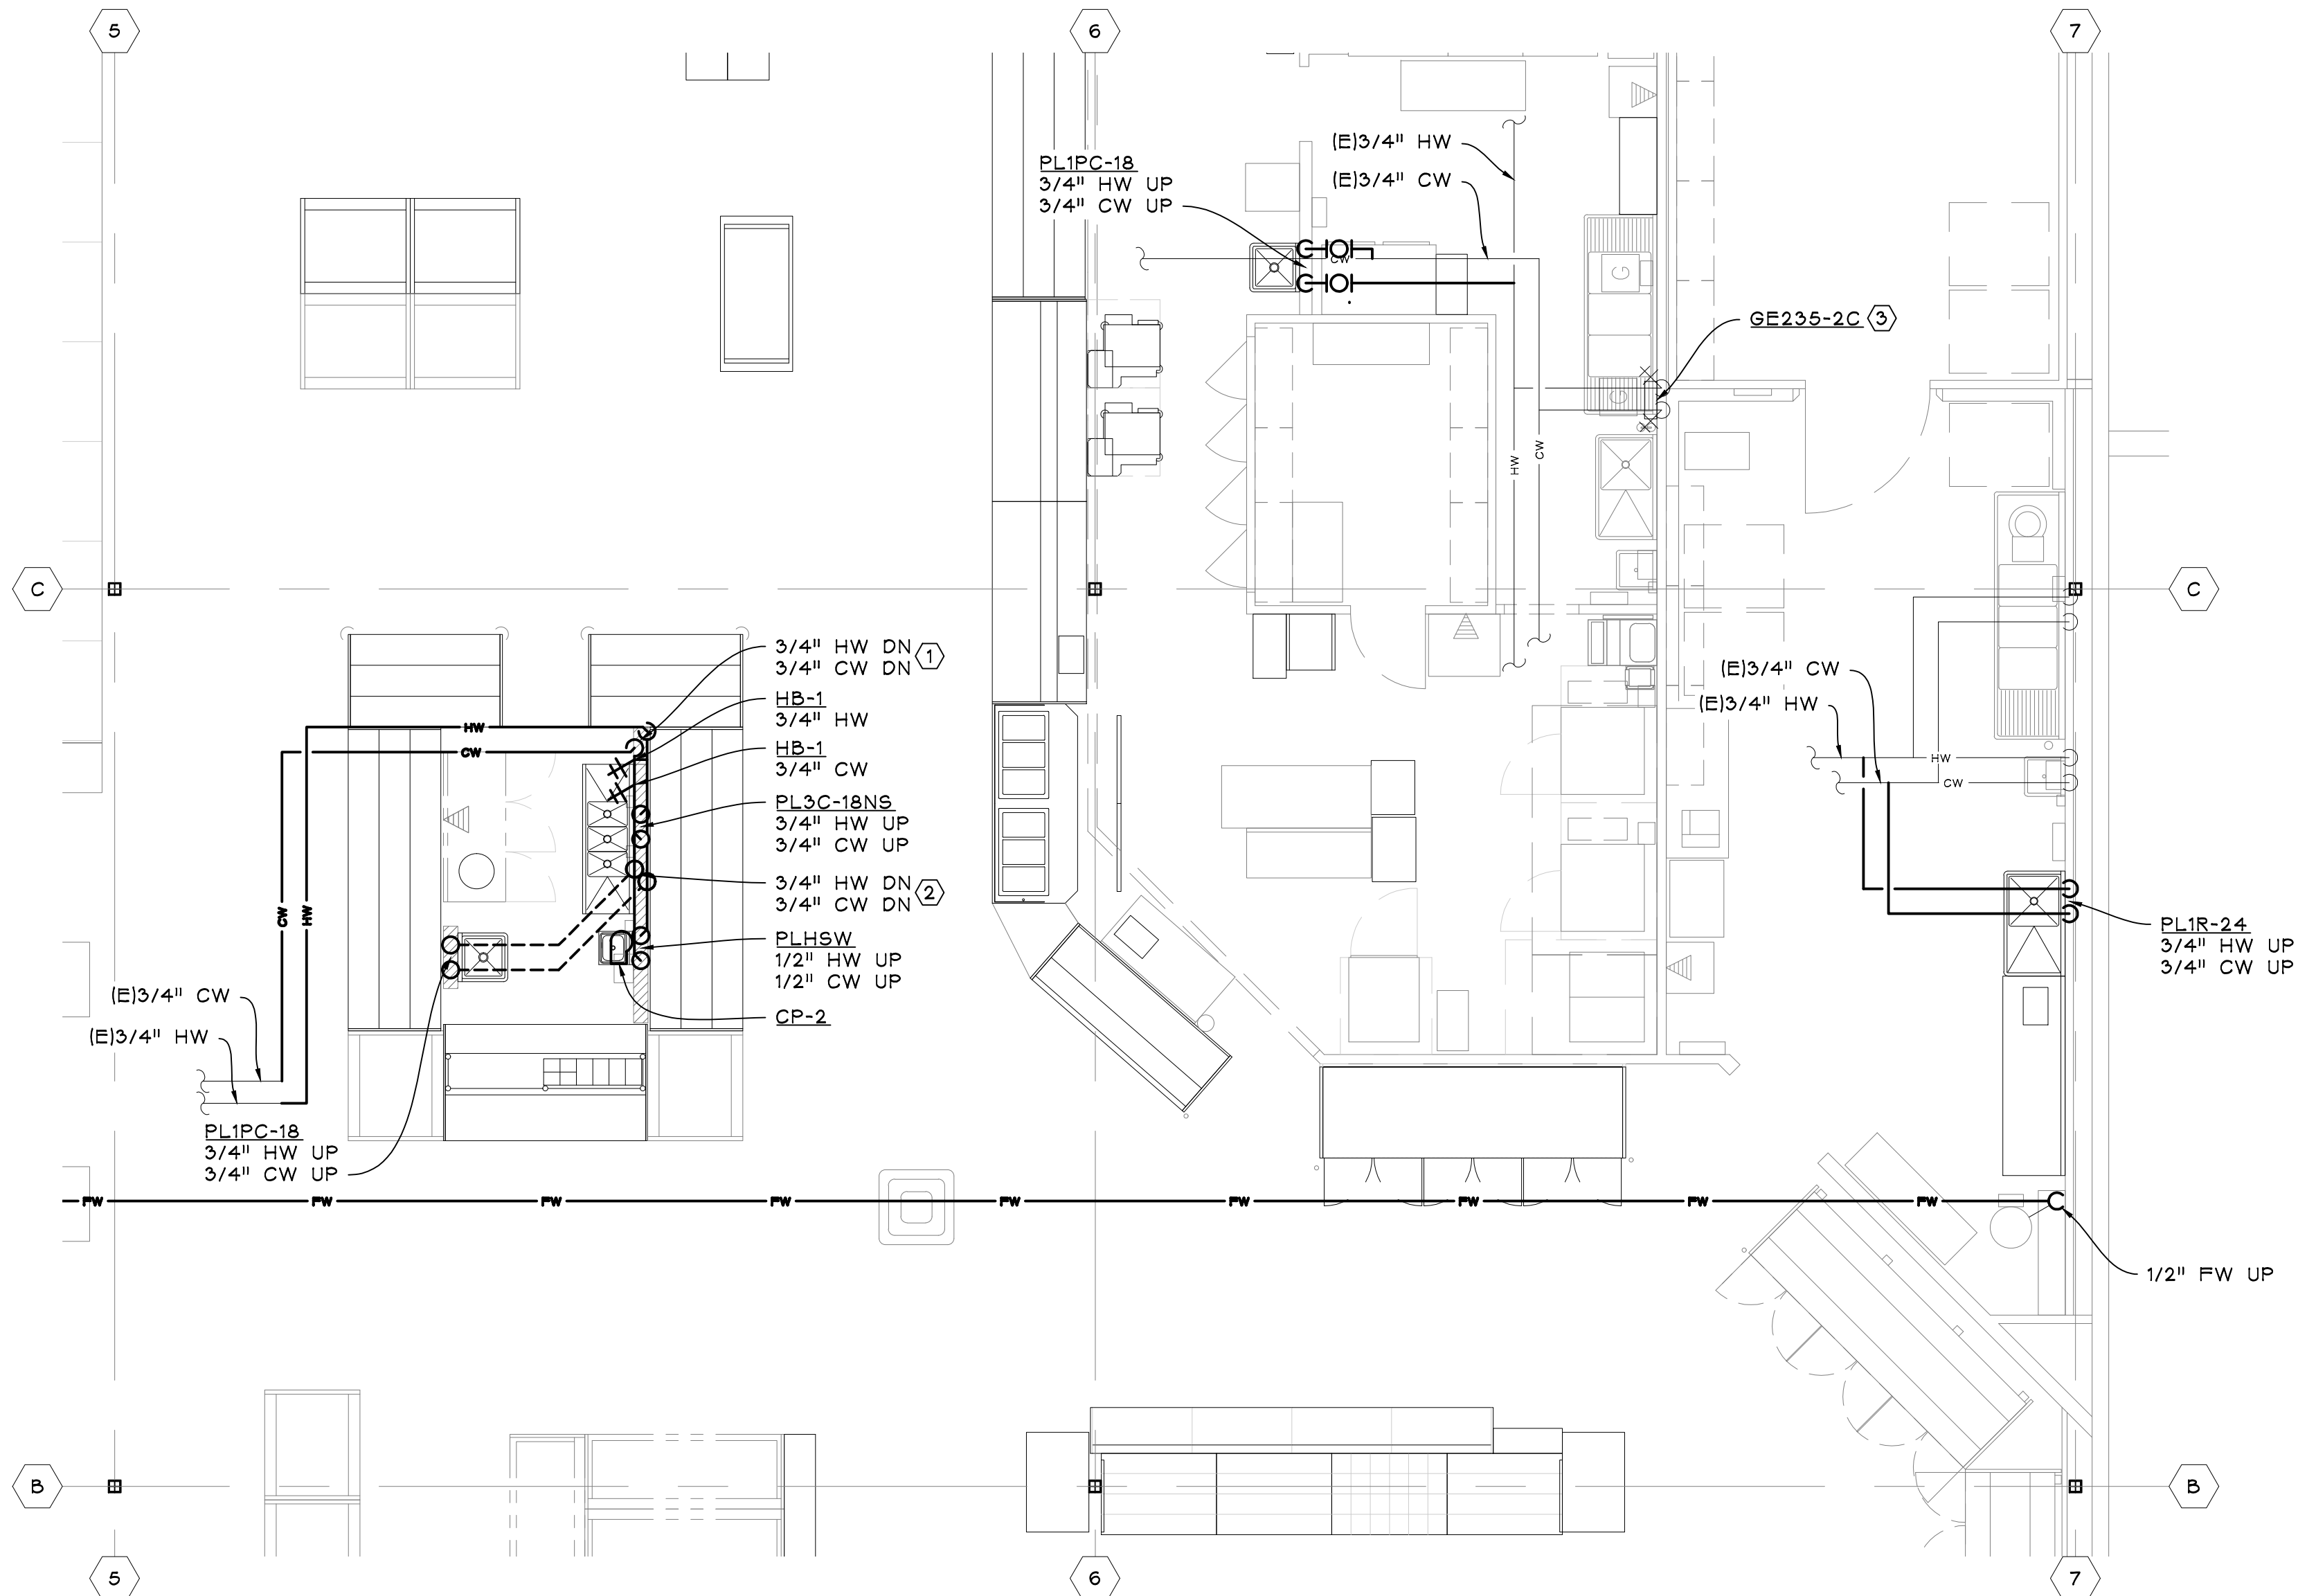 5
6
7
(E)3/4" HW
PL1PC-18
3/4" HW UP
3/4" CW UP
(E)3/4" CW
CW
G
GE235-2C 3
G
HW
CW
C
C
3/4" HW DN
3/4" CW DN
1
HB-1
3/4" HW
HB-1
3/4" CW
PL3C-18NS
3/4" HW UP
3/4" CW UP
3/4" HW DN
3/4" CW DN
2
PLHSW
1/2" HW UP
1/2" CW UP
CP-2
HW
CW
CW
HW
(E)3/4" CW
(E)3/4" HW
PL1PC-18
3/4" HW UP
3/4" CW UP
(E)3/4" CW
(E)3/4" HW
HW
CW
PL1R-24
3/4" HW UP
3/4" CW UP
FW
FW
FW
FW
FW
FW
FW
FW
FW
1/2" FW UP
B
B
5
6
7